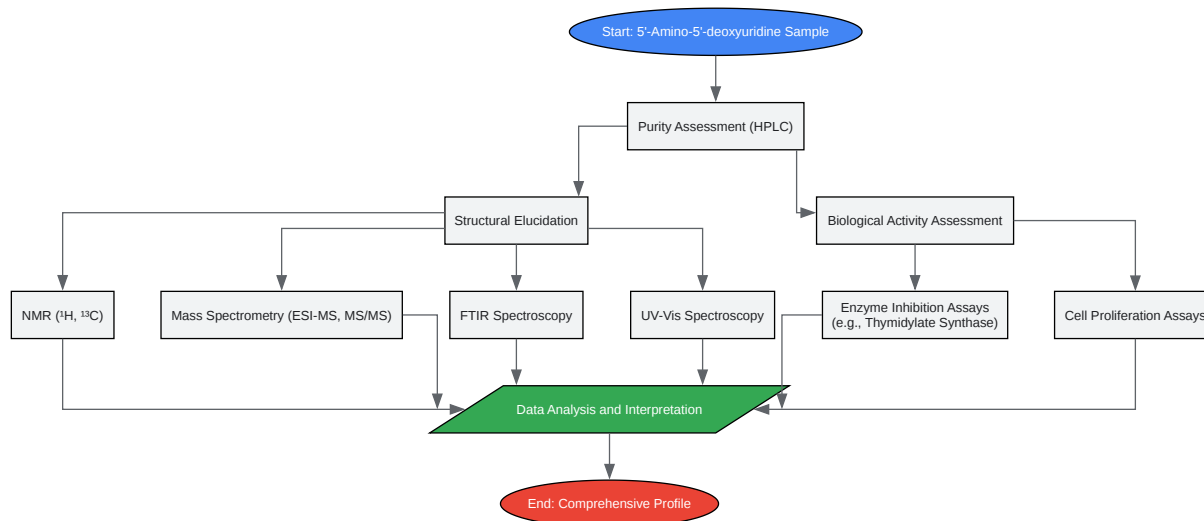 Start: 5'-Amino-5'-deoxyuridine Sample
Purity Assessment (HPLC)
Structural Elucidation
Biological Activity Assessment
NMR (¹H, ¹³C)
Mass Spectrometry (ESI-MS, MS/MS)
FTIR Spectroscopy
UV-Vis Spectroscopy
Enzyme Inhibition Assays
(e.g., Thymidylate Synthase)
Cell Proliferation Assays
Data Analysis and Interpretation
End: Comprehensive Profile